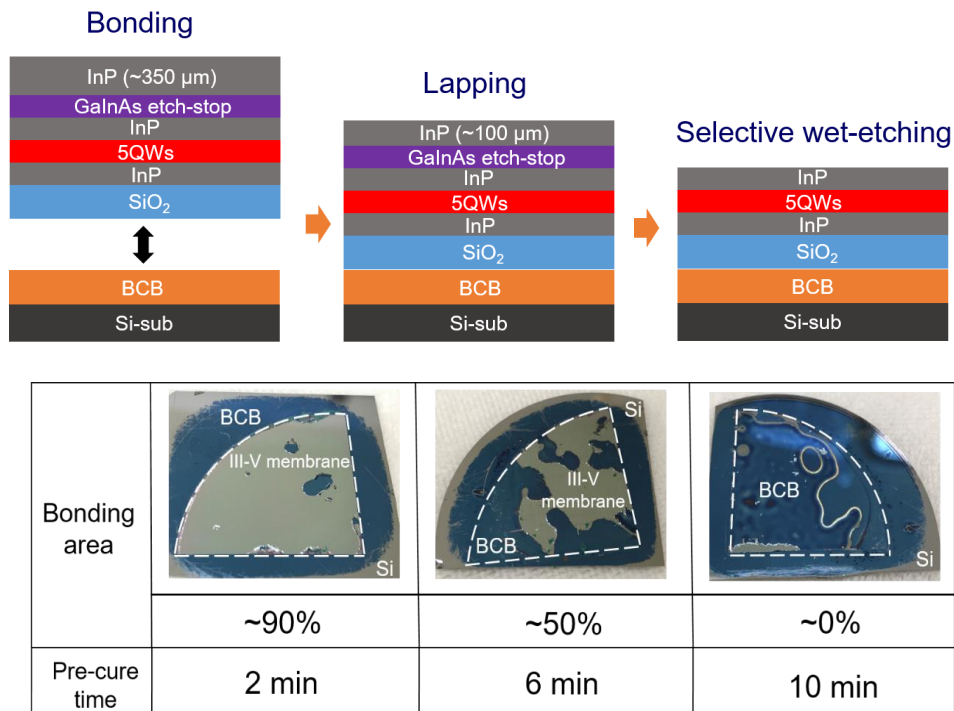 Bonding
InP (~350 μm)
GaInAs etch-stop
InP
5QWs
InP
SiO₂
BCB
Si-sub
Lapping
InP (~100 μm)
GaInAs etch-stop
InP
5QWs
InP
SiO₂
BCB
Si-sub
Selective wet-etching
InP
5QWs
InP
SiO₂
BCB
Si-sub
Bonding
area
BCB
III-V membrane
Si
Si
III-V
membrane
BCB
BCB
Si
~90%
~50%
~0%
Pre-cure
time
2 min
6 min
10 min